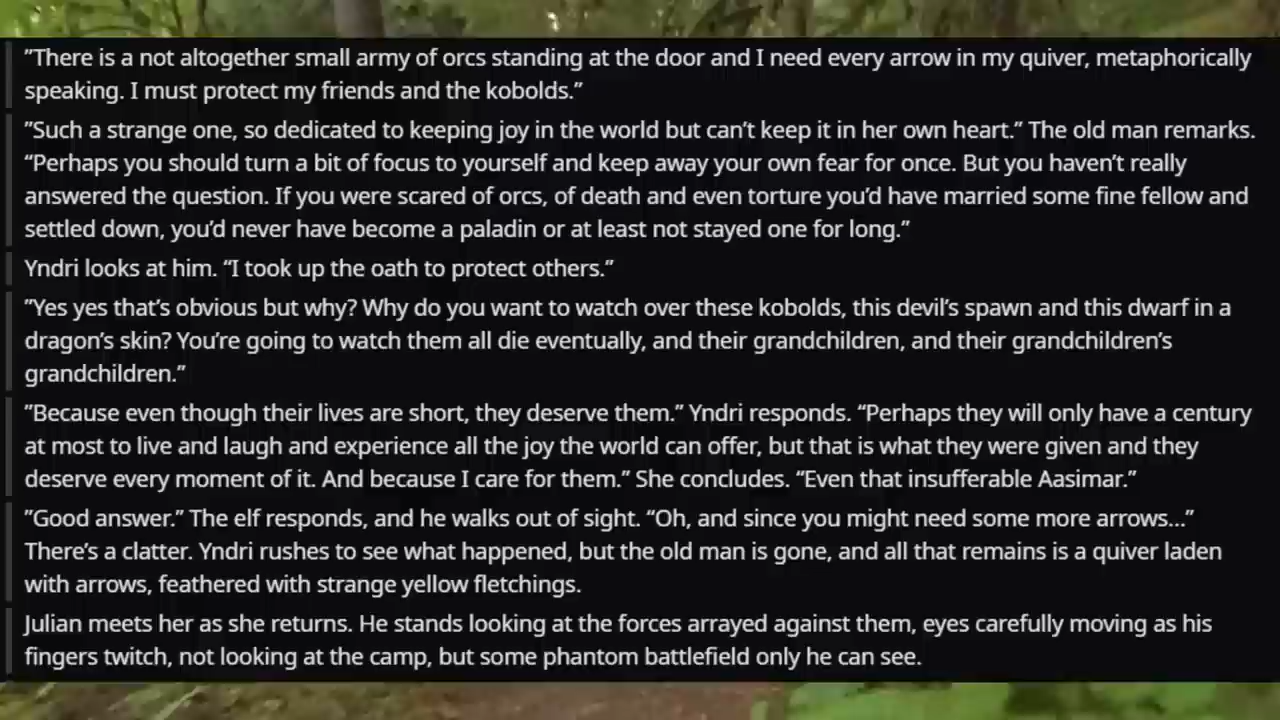 ”There is a not altogether small army of orcs standing at the door and I need every arrow in my quiver, metaphorically
speaking. I must protect my friends and the kobolds.”
”Such a strange one, so dedicated to keeping joy in the world but can’t keep it in her own heart.” The old man remarks.
“Perhaps you should turn a bit of focus to yourself and keep away your own fear for once. But you haven’t really
answered the question. If you were scared of orcs, of death and even torture you’d have married some fine fellow and
settled down, you’d never have become a paladin or at least not stayed one for long.”
Yndri looks at him. “I took up the oath to protect others.”
”Yes yes that’s obvious but why? Why do you want to watch over these kobolds, this devil’s spawn and this dwarf in a
dragon’s skin? You’re going to watch them all die eventually, and their grandchildren, and their grandchildren’s
grandchildren.”
”Because even though their lives are short, they deserve them.” Yndri responds. “Perhaps they will only have a century
at most to live and laugh and experience all the joy the world can offer, but that is what they were given and they
deserve every moment of it. And because I care for them.” She concludes. “Even that insufferable Aasimar.”
”Good answer.” The elf responds, and he walks out of sight. “Oh, and since you might need some more arrows...”
There’s a clatter. Yndri rushes to see what happened, but the old man is gone, and all that remains is a quiver laden
with arrows, feathered with strange yellow fletchings.
Julian meets her as she returns. He stands looking at the forces arrayed against them, eyes carefully moving as his
fingers twitch, not looking at the camp, but some phantom battlefield only he can see.